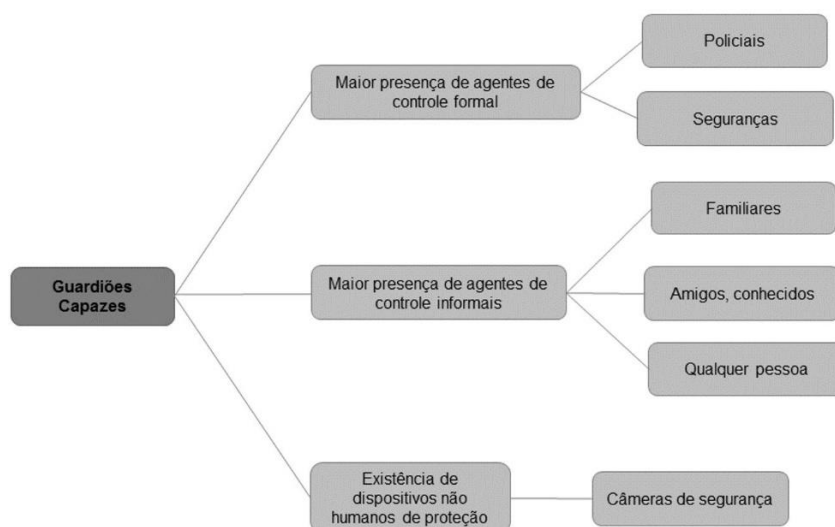 Policiais
Maior presença de agentes de
controle formal
Seguranças
Familiares
Guardiões
Capazes
Maior presença de agentes de
controle informais
Amigos, conhecidos
Qualquer pessoa
Existência de
dispositivos não
humanos de proteção
Câmeras de segurança